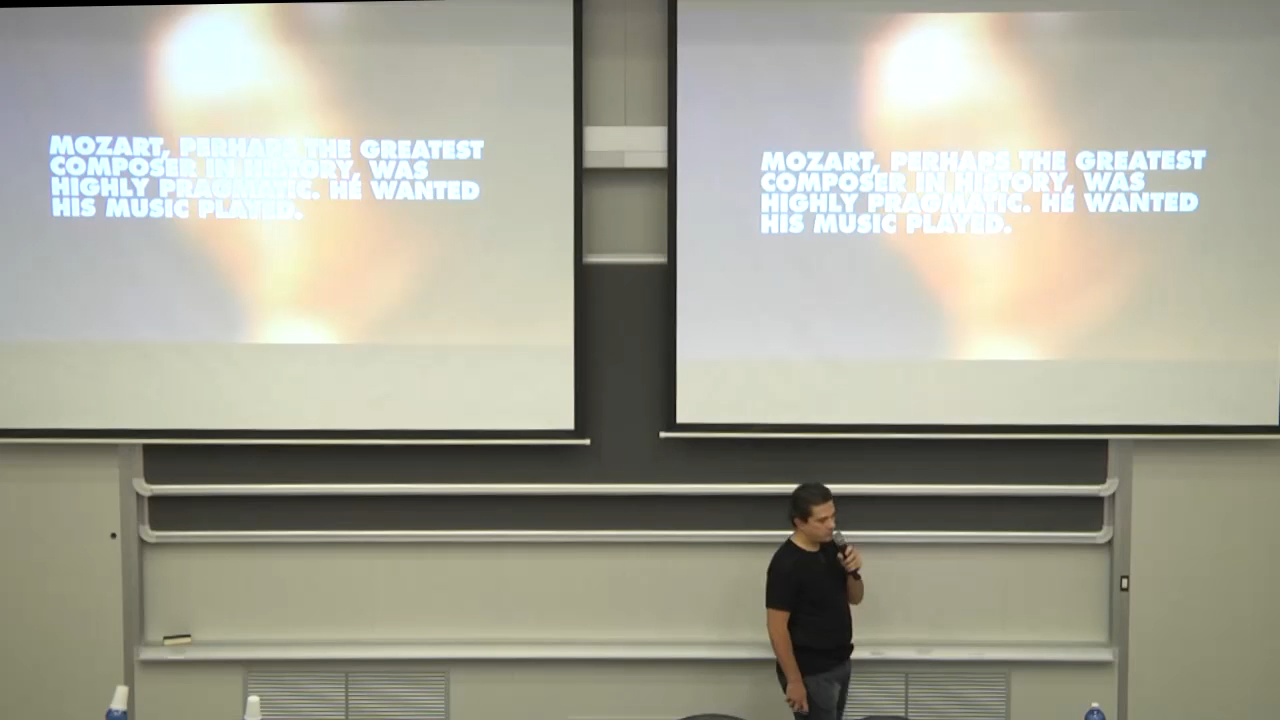 MOZART, PERHAPS THE GREATEST
COMPOSER IN HISTORY, WAS
HIGHLY PRAGMATIC. HE WANTED
HIS MUSIC PLAYED.
MOZART, PERHAPS THE GREATEST
COMPOSER IN HISTORY, WAS
HIGHLY PRAGMATIC. HE WANTED
HIS MUSIC PLAYED.